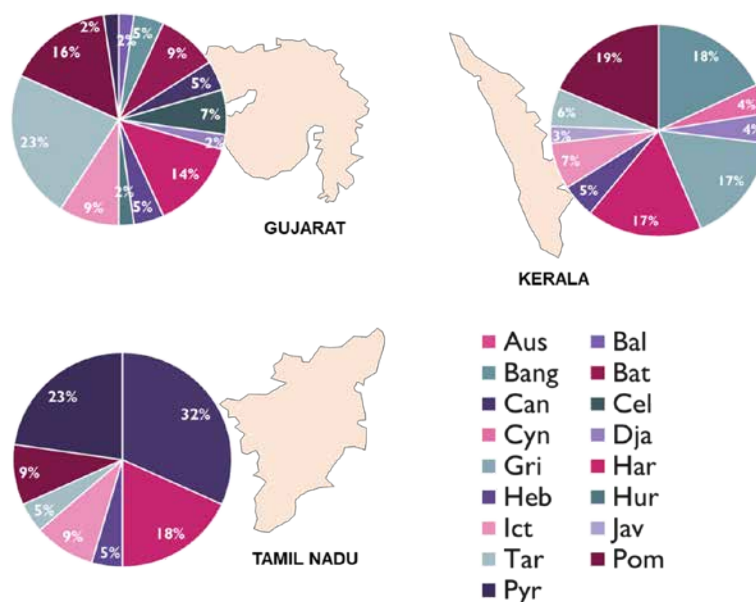 2%
2%
5%
16%
9%
5%
7%
23%
2%
14%
2%
5%
9%
GUJARAT
19%
18%
6%
4%
3%
4%
7%
17%
5%
17%
KERALA
23%
32%
9%
5%
9%
5%
18%
TAMIL NADU
Aus Bal
Bang Bat
Can Cel
Cyn Dja
Gri Har
Heb Hur
Ict Jav
Tar Pom
Pyr